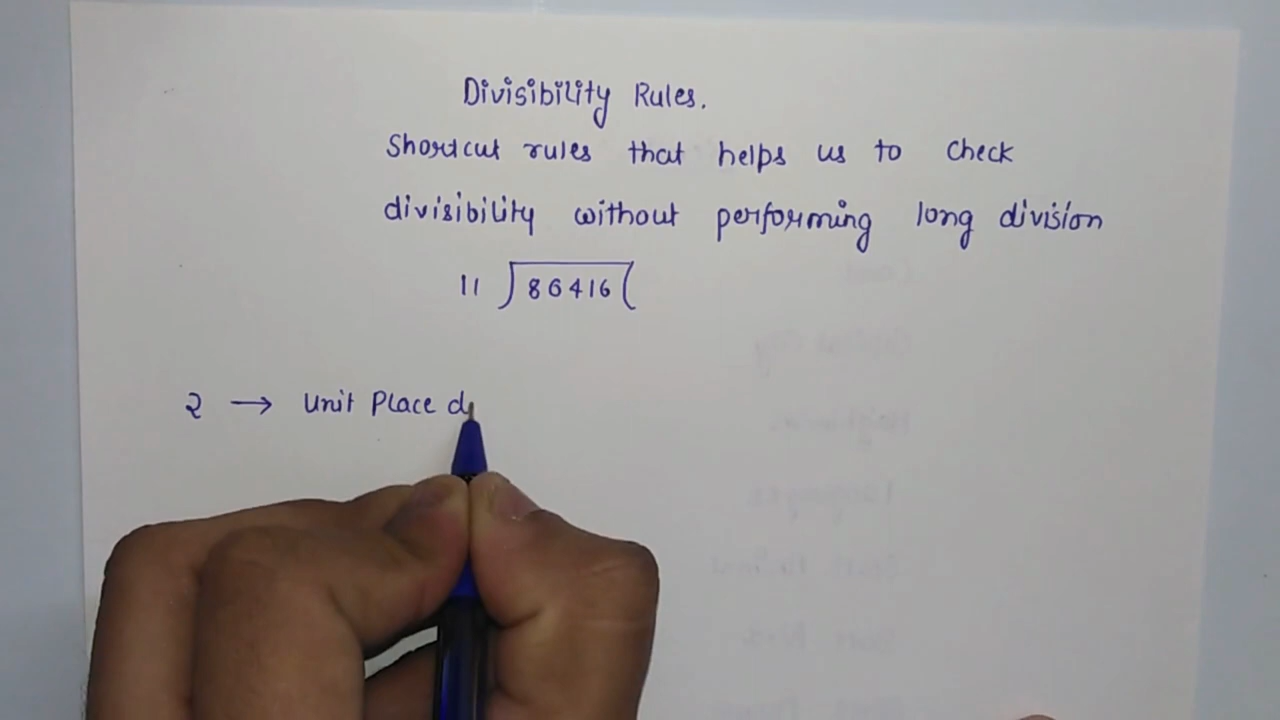 Divisibility Rules.
Shortcut rules that helps us to check
divisibility without performing long division
11 ) 86416 (
2 → Unit Place d